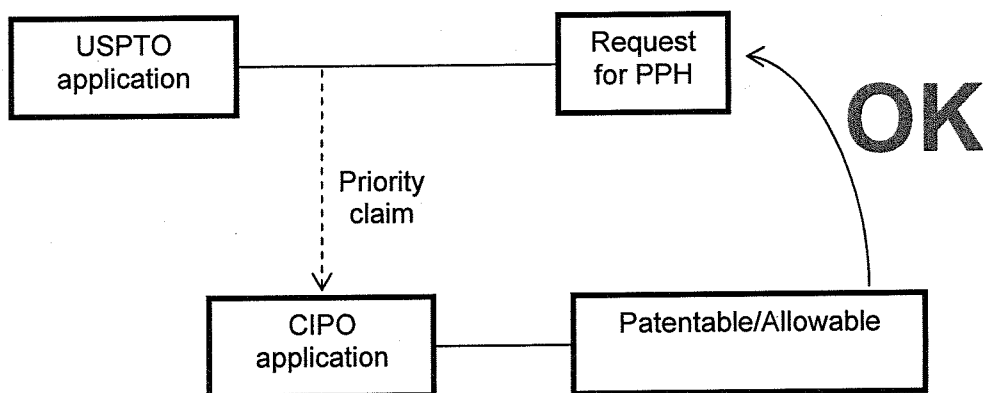 USPTO
application
Request
for PPH
OK
Priority
claim
CIPO
application
Patentable/Allowable